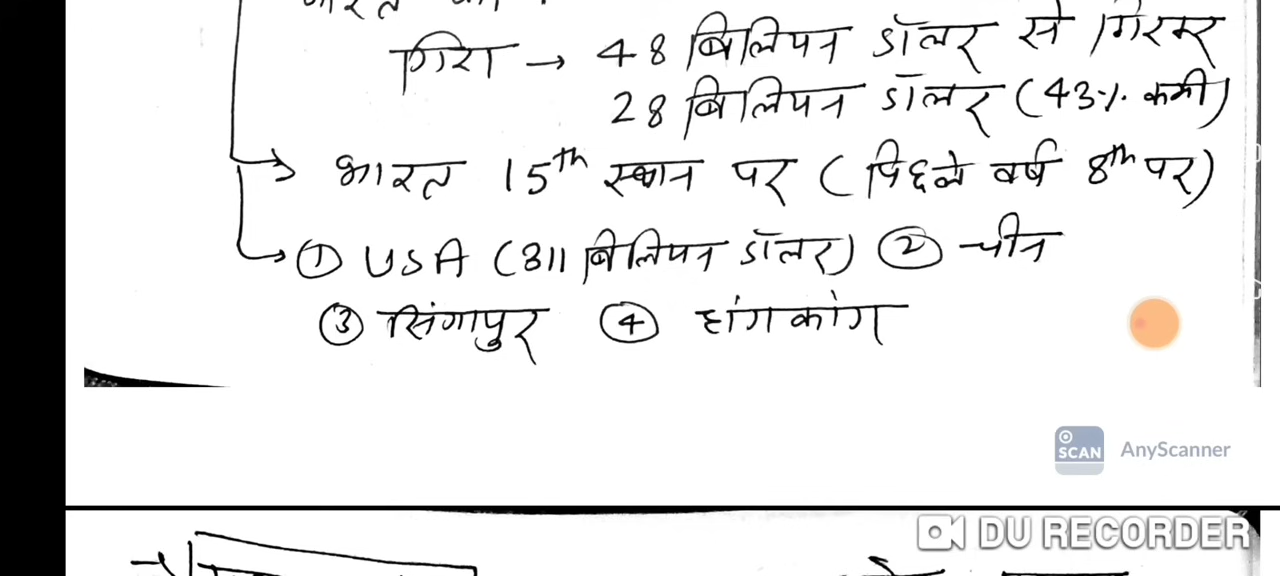 भारत का
गिरा → 48 बिलियन डॉलर से गिरकर
28 बिलियन डॉलर (43% कमी)
→ भारत 15th स्थान पर (पिछले वर्ष 8th पर)
→ ① USA (311 बिलियन डॉलर) ② चीन
③ सिंगापुर ④ हांगकांग
SCAN AnyScanner
DU RECORDER